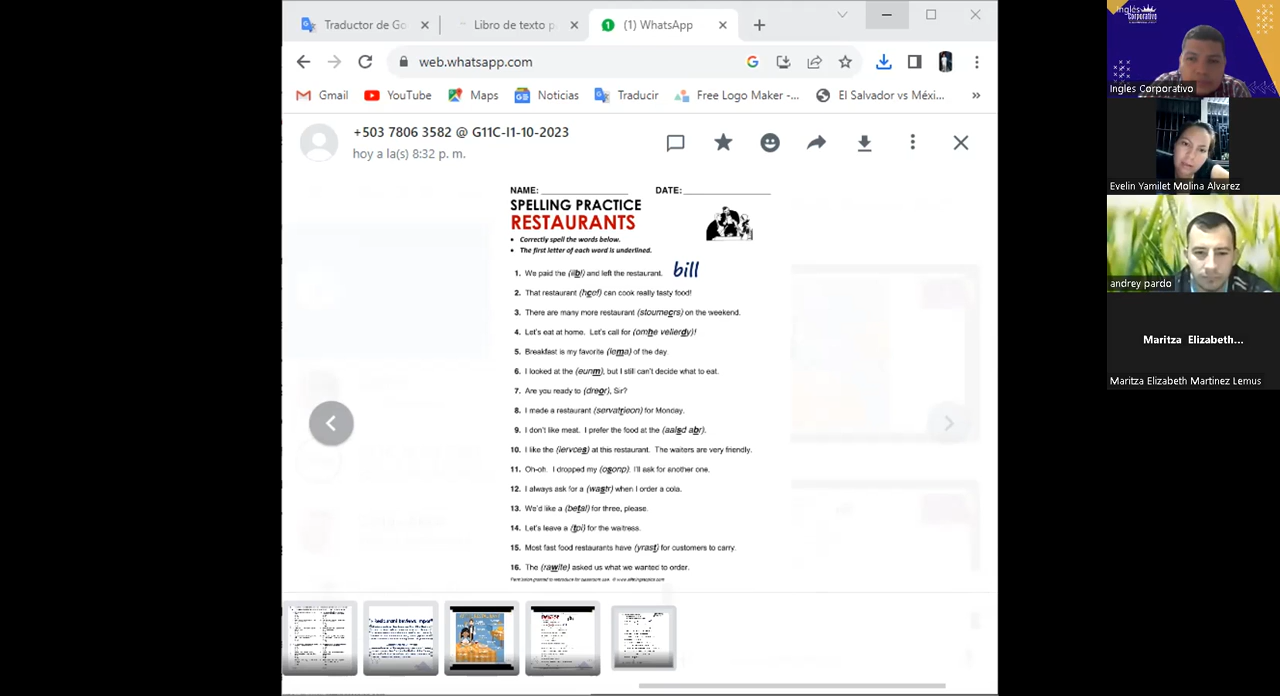 Traductor de Go
Libro de texto p
(1) WhatsApp
web.whatsapp.com
Gmail
YouTube
Maps
Noticias
Traducir
Free Logo Maker -...
El Salvador vs Méxi...
»
+503 7806 3582 @ G11C-I1-10-2023
hoy a la(s) 8:32 p. m.
NAME: DATE:
SPELLING PRACTICE
RESTAURANTS
• Correctly spell the words below.
• The first letter of each word is underlined.
1. We paid the (ilbl) and left the restaurant. bill
2. That restaurant (hcof) can cook really tasty food!
3. There are many more restaurant (stoumecrs) on the weekend.
4. Let's eat at home. Let's call for (omhe velierdy)!
5. Breakfast is my favorite (lema) of the day.
6. I looked at the (eunm), but I still can't decide what to eat.
7. Are you ready to (dreor), Sir?
8. I made a restaurant (servatrieon) for Monday.
9. I don't like meat. I prefer the food at the (aalsd abr).
10. I like the (iervces) at this restaurant. The waiters are very friendly.
11. Oh-oh. I dropped my (osonp). I'll ask for another one.
12. I always ask for a (wastr) when I order a cola.
13. We'd like a (betal) for three, please.
14. Let's leave a (tpi) for the waitress.
15. Most fast food restaurants have (yrast) for customers to carry.
16. The (rawite) asked us what we wanted to order.
Ingles Corporativo
Inglés Corporativo
Evelin Yamilet Molina Alvarez
andrey pardo
Maritza Elizabeth...
Maritza Elizabeth Martinez Lemus